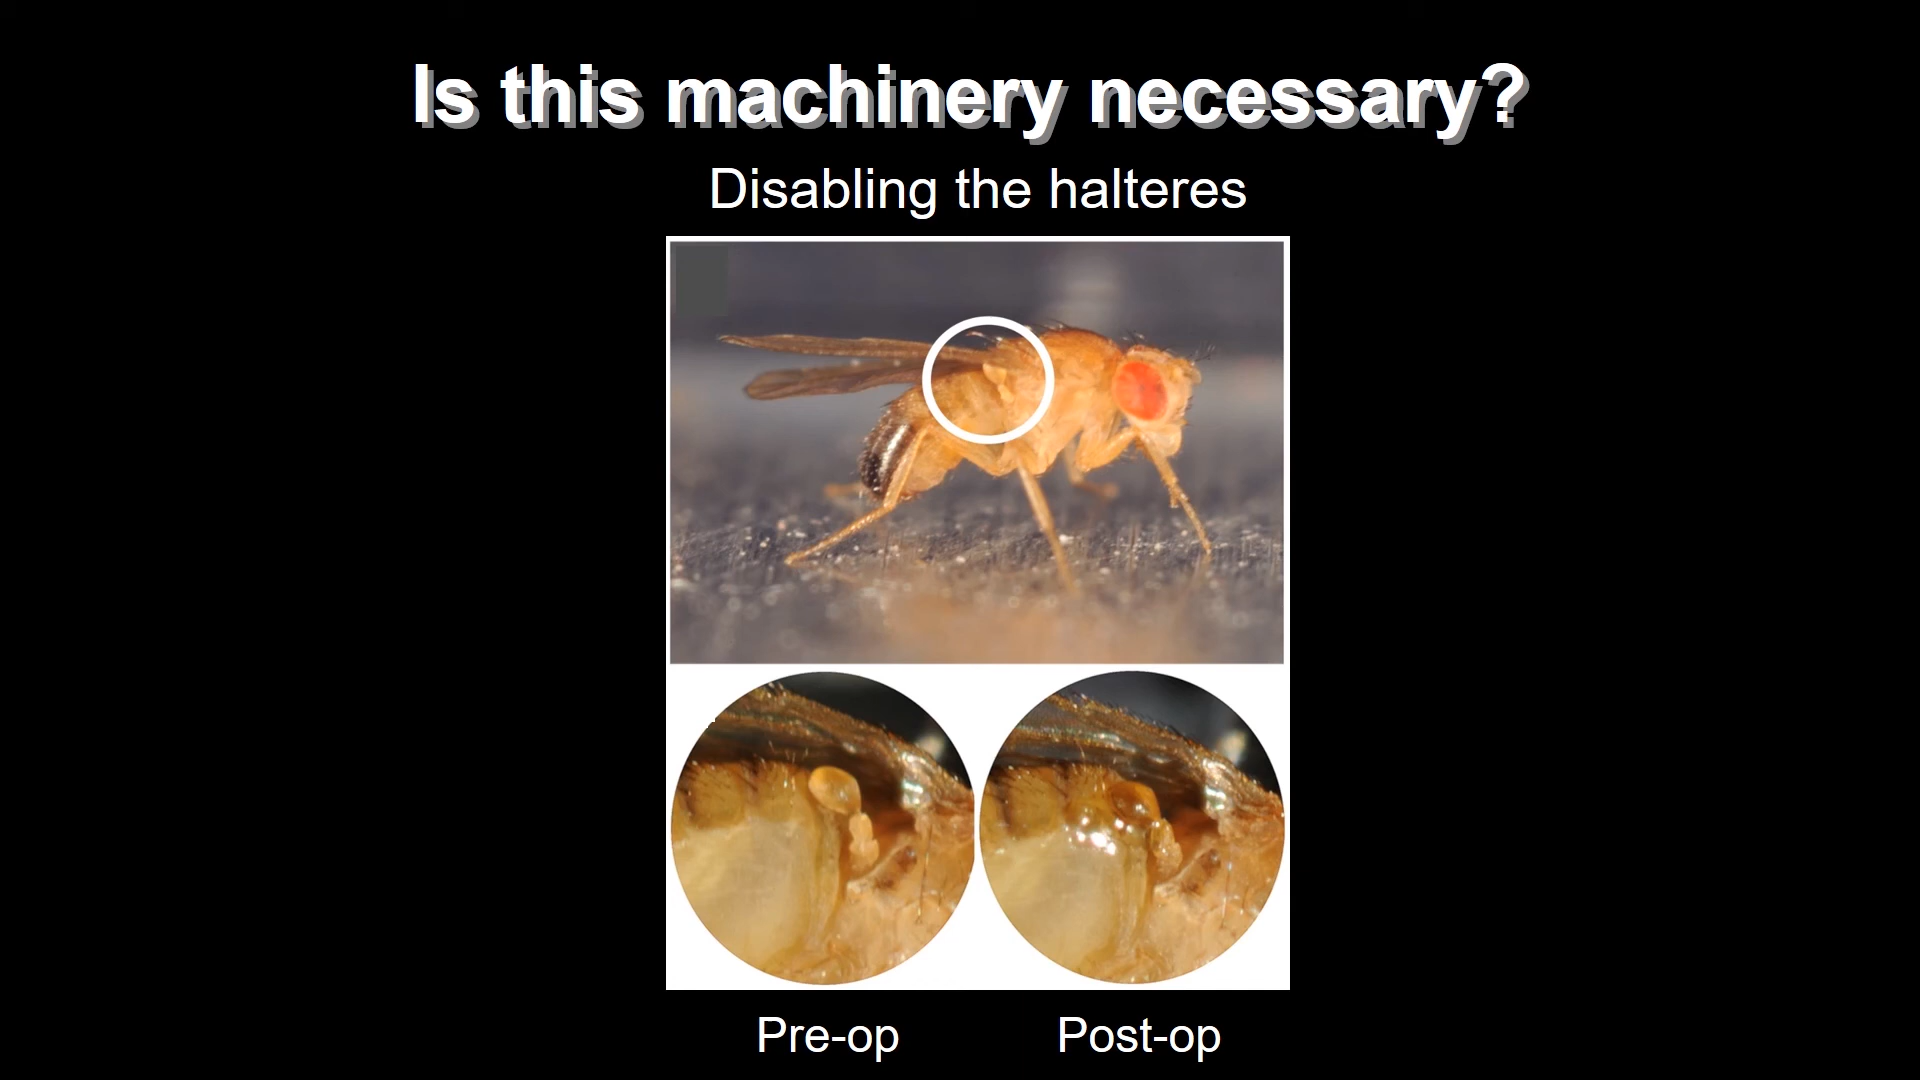 Is this machinery necessary?
Disabling the halteres
Pre-op
Post-op